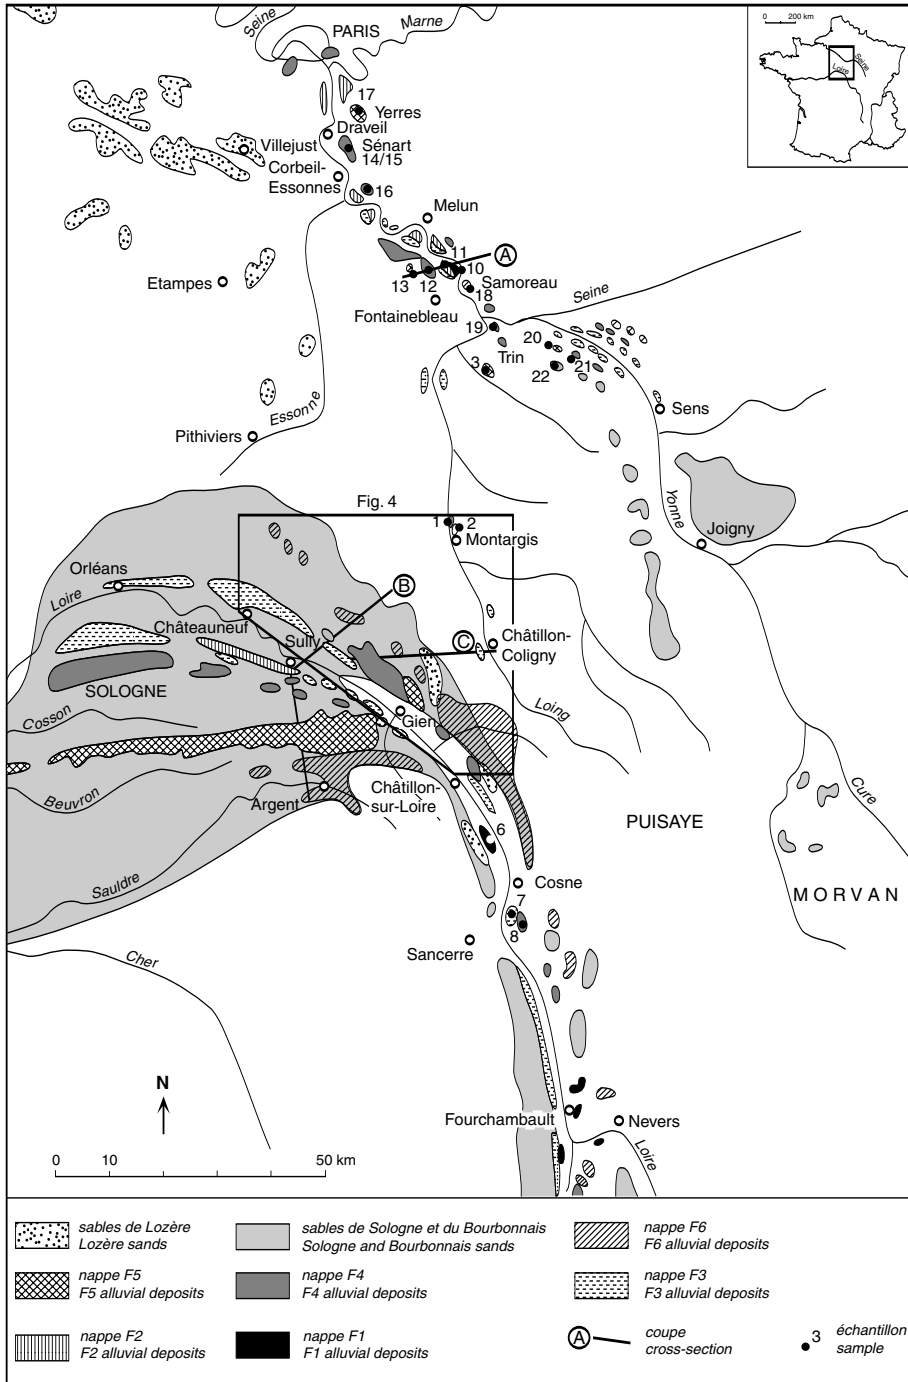 Seine
Marne
PARIS
0 200 km
Seine
Loire
17
Yerres
Draveil
Villejust
Sénart
14/15
Corbeil-
Essonnes
16
Melun
11
A
10
13
12
Samoreau
18
Etampes
Fontainebleau
Seine
19
20
Trin
3
21
22
Essonne
Sens
Pithiviers
Fig. 4
Yonne
1
2
Montargis
Joigny
Orléans
B
Loire
Châteauneuf
Sully
C
Châtillon-
Coligny
SOLOGNE
Loing
Cosson
Gien
Beuvron
Argent
Châtillon-
sur-Loire
Cure
6
PUISAYE
Sauldre
Cosne
MORVAN
7
8
Sancerre
Cher
N
Fourchambault
Nevers
Loire
0 10 50 km
sables de Lozère
Lozère sands
sables de Sologne et du Bourbonnais
Sologne and Bourbonnais sands
nappe F6
F6 alluvial deposits
nappe F5
F5 alluvial deposits
nappe F4
F4 alluvial deposits
nappe F3
F3 alluvial deposits
nappe F2
F2 alluvial deposits
nappe F1
F1 alluvial deposits
A
coupe
cross-section
3
échantillon
sample